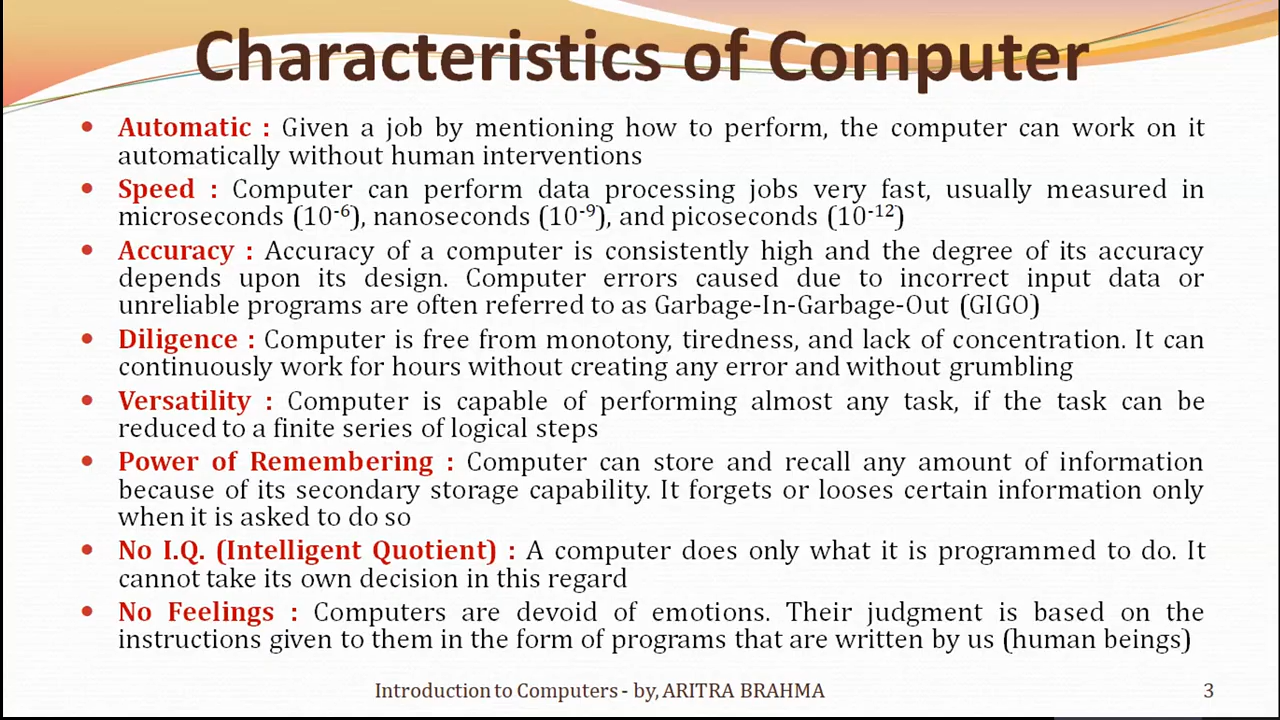 Characteristics of Computer
• Automatic : Given a job by mentioning how to perform, the computer can work on it
automatically without human interventions
• Speed : Computer can perform data processing jobs very fast, usually measured in
microseconds (10⁻⁶), nanoseconds (10⁻⁹), and picoseconds (10⁻¹²)
• Accuracy : Accuracy of a computer is consistently high and the degree of its accuracy
depends upon its design. Computer errors caused due to incorrect input data or
unreliable programs are often referred to as Garbage-In-Garbage-Out (GIGO)
• Diligence : Computer is free from monotony, tiredness, and lack of concentration. It can
continuously work for hours without creating any error and without grumbling
• Versatility : Computer is capable of performing almost any task, if the task can be
reduced to a finite series of logical steps
• Power of Remembering : Computer can store and recall any amount of information
because of its secondary storage capability. It forgets or looses certain information only
when it is asked to do so
• No I.Q. (Intelligent Quotient) : A computer does only what it is programmed to do. It
cannot take its own decision in this regard
• No Feelings : Computers are devoid of emotions. Their judgment is based on the
instructions given to them in the form of programs that are written by us (human beings)
Introduction to Computers - by, ARITRA BRAHMA
3